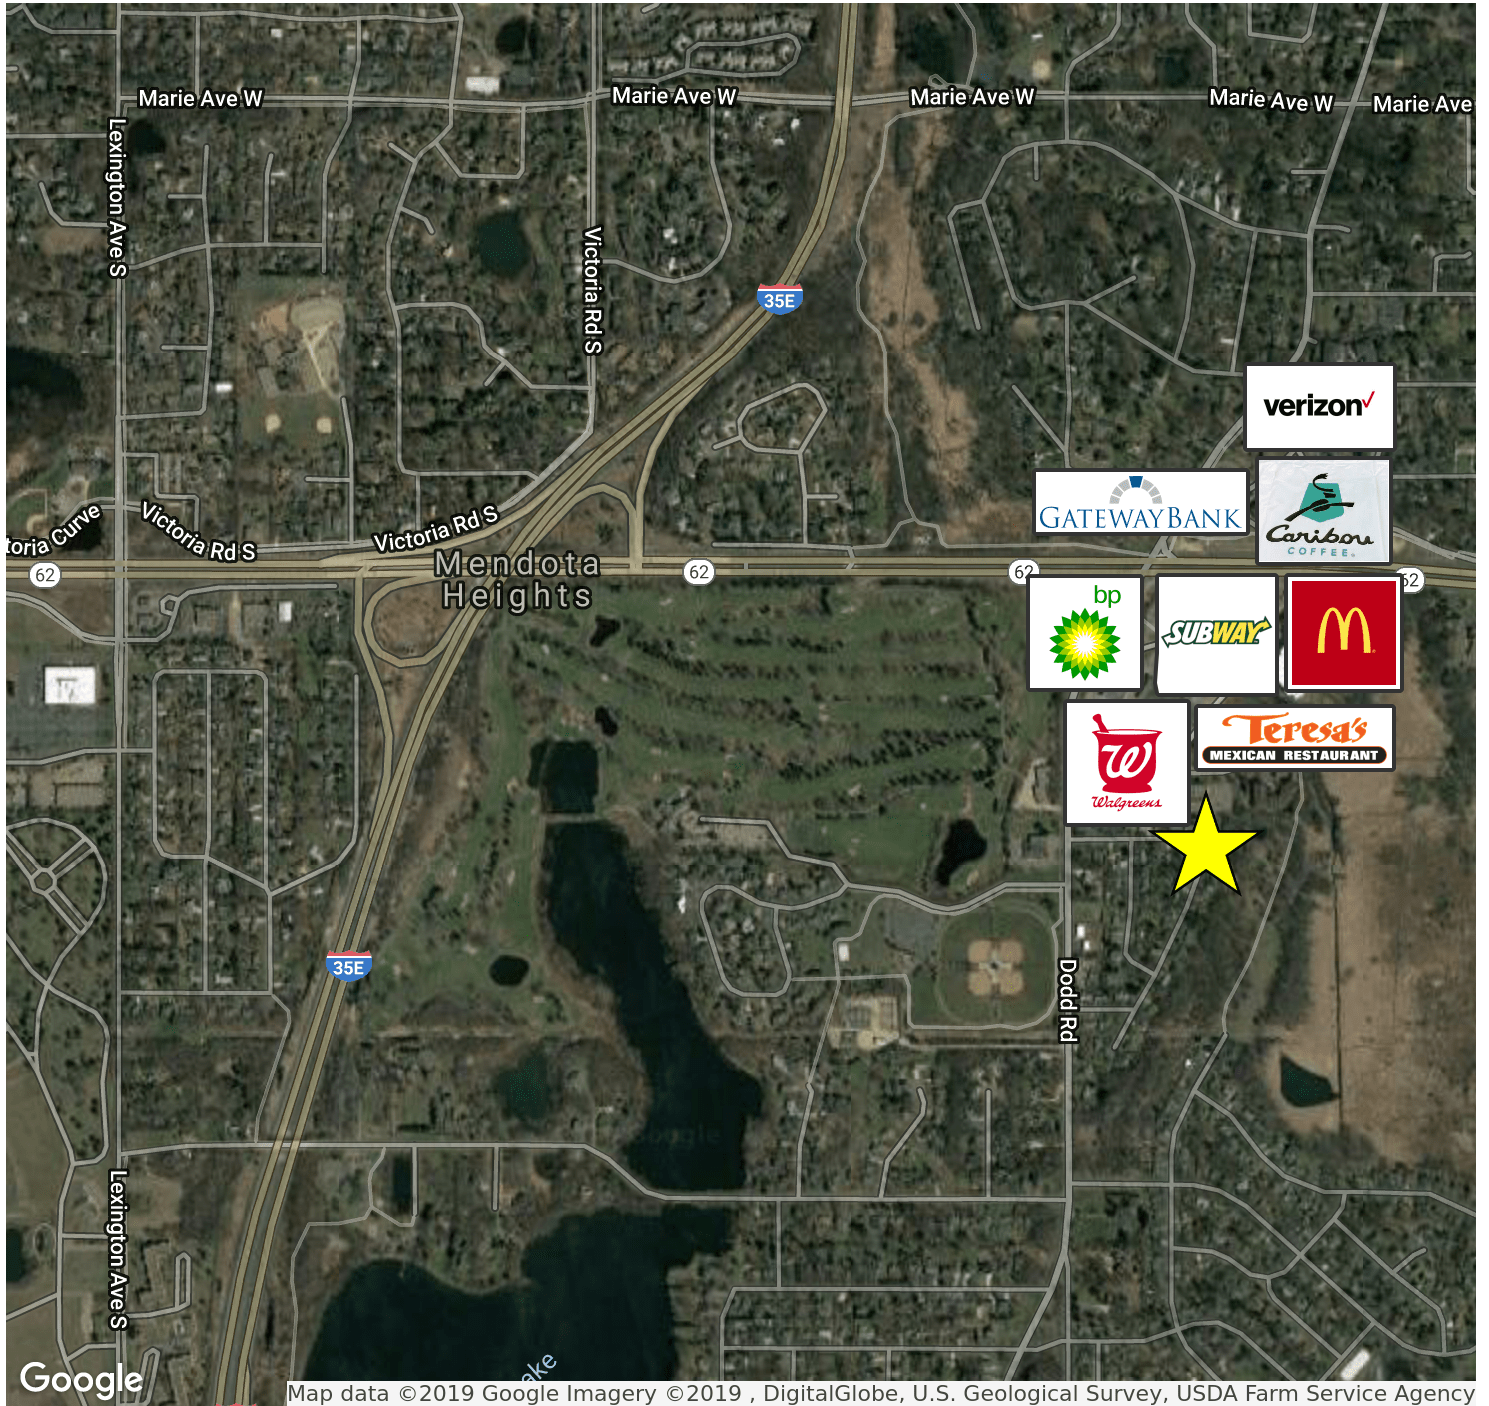 Marie Ave W
Marie Ave W
Marie Ave W
Marie Ave W
Marie Ave
Lexington Ave S
Victoria Rd S
35E
verizon
GATEWAYBANK
Caribou
COFFEE
toria Curve
Victoria Rd S
Victoria Rd S
Mendota
Heights
62
62
62
62
bp
SUBWAY
Teresa's
MEXICAN RESTAURANT
Walgreens
35E
Dodd Rd
Lexington Ave S
ake
Google
Map data ©2019 Google Imagery ©2019 , DigitalGlobe, U.S. Geological Survey, USDA Farm Service Agency